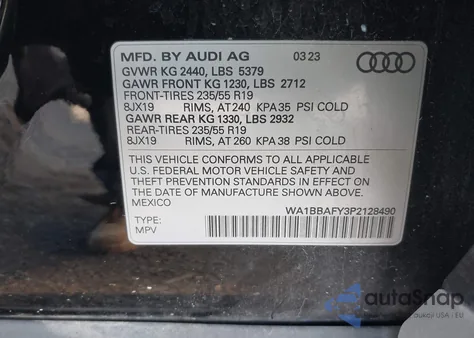 MFD. BY AUDI AG 03 23
GVWR KG 2440, LBS 5379
GAWR FRONT KG 1230, LBS 2712
FRONT-TIRES 235/55 R19
8JX19 RIMS, AT 240 KPA 35 PSI COLD
GAWR REAR KG 1330, LBS 2932
REAR-TIRES 235/55 R19
8JX19 RIMS, AT 260 KPA 38 PSI COLD
THIS VEHICLE CONFORMS TO ALL APPLICABLE
U.S. FEDERAL MOTOR VEHICLE SAFETY AND
THEFT PREVENTION STANDARDS IN EFFECT ON
THE DATE OF MANUFACTURE SHOWN ABOVE.
MEXICO
WA1BBAFY3P2128490
TYPE:
MPV
autoSnap
aukcji USA | EU